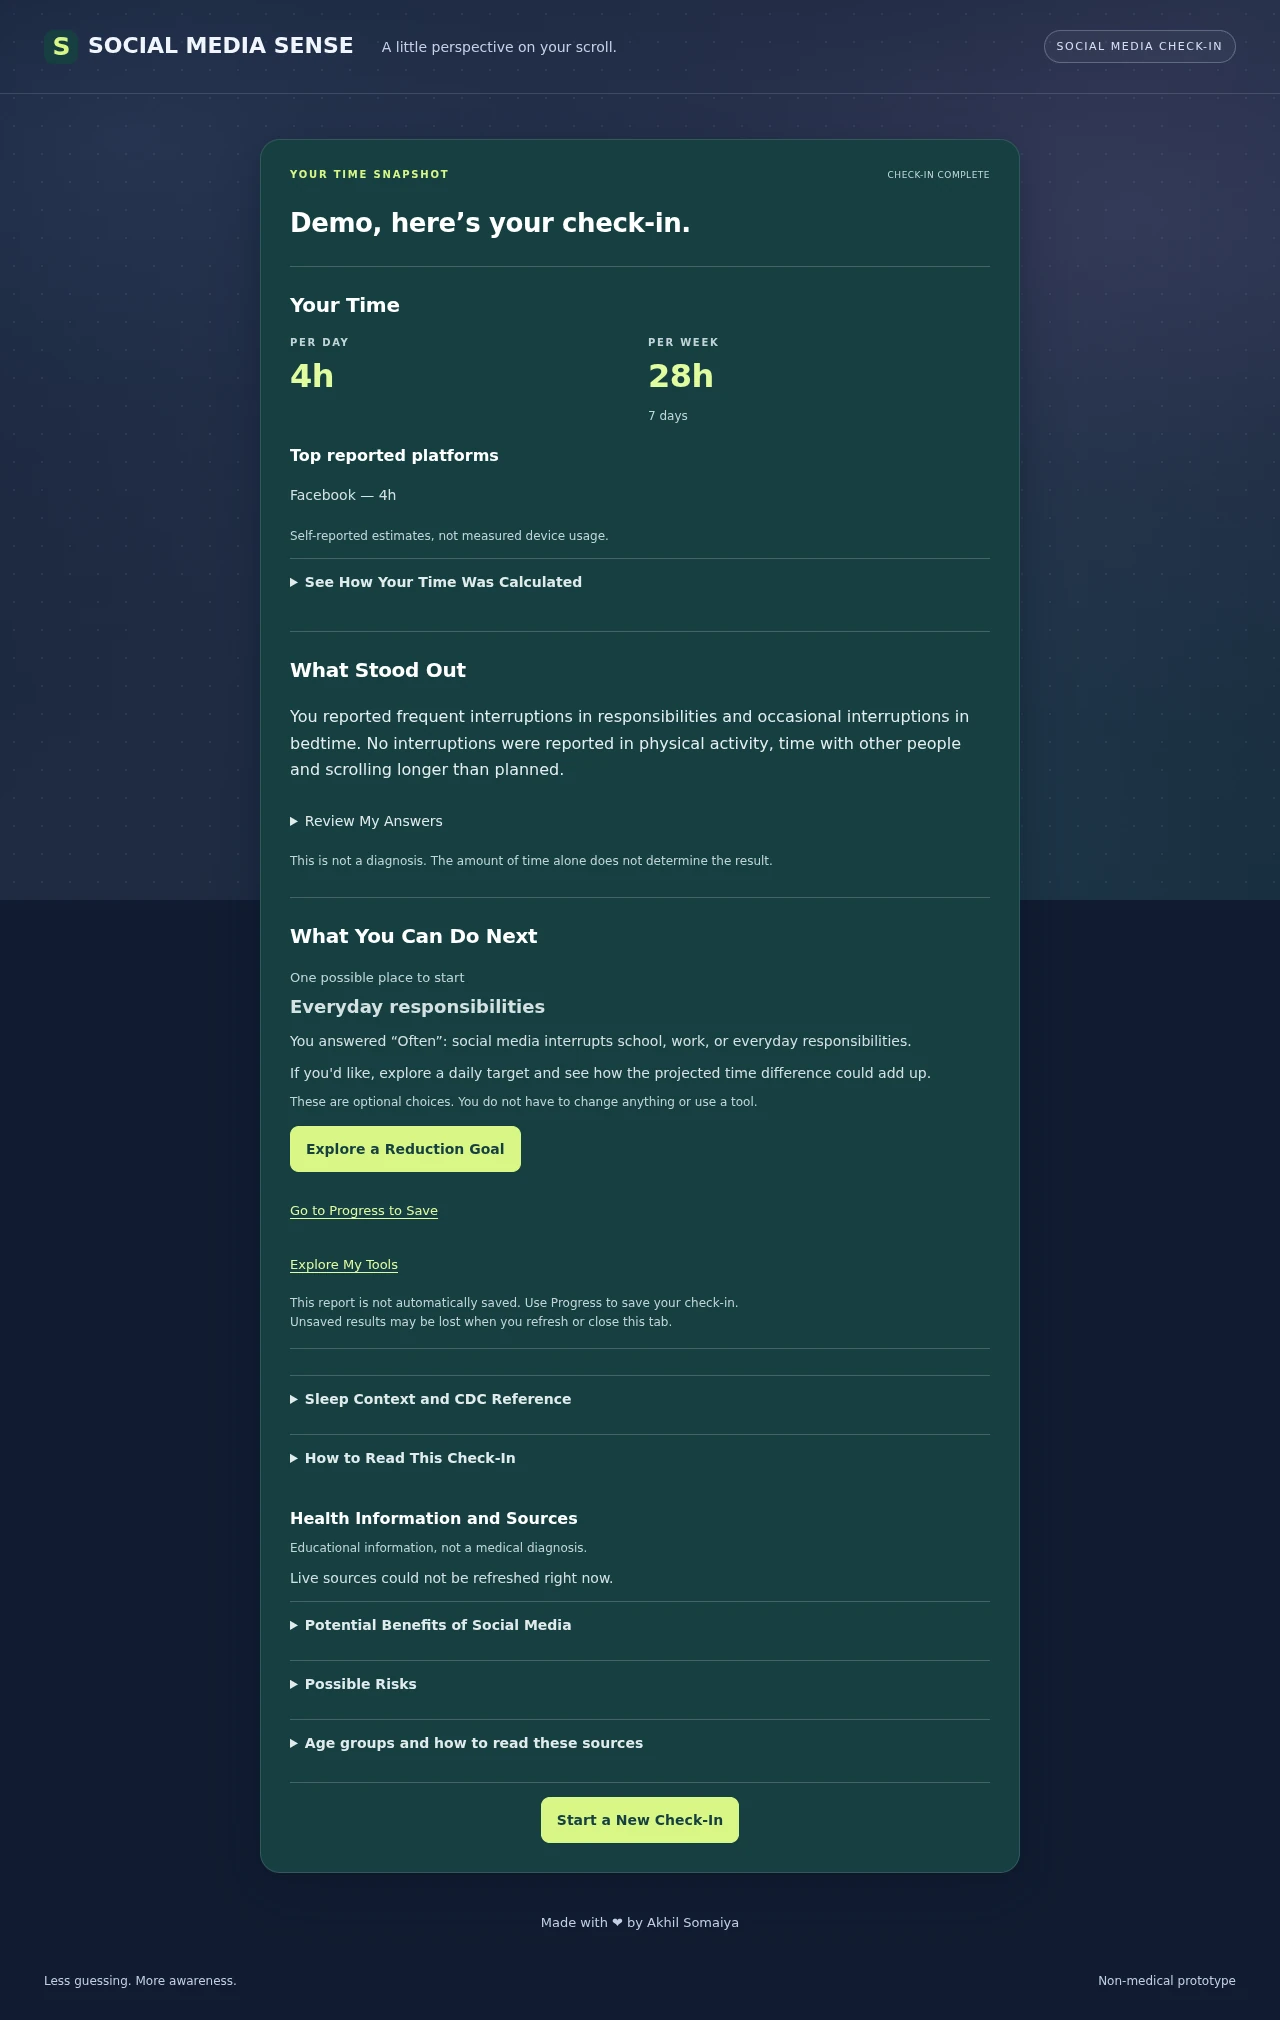 S SOCIAL MEDIA SENSE
A little perspective on your scroll.
SOCIAL MEDIA CHECK-IN
YOUR TIME SNAPSHOT
CHECK-IN COMPLETE
Demo, here’s your check-in.
Your Time
PER DAY
4h
PER WEEK
28h
7 days
Top reported platforms
Facebook — 4h
Self-reported estimates, not measured device usage.
▶ See How Your Time Was Calculated
What Stood Out
You reported frequent interruptions in responsibilities and occasional interruptions in
bedtime. No interruptions were reported in physical activity, time with other people
and scrolling longer than planned.
▶ Review My Answers
This is not a diagnosis. The amount of time alone does not determine the result.
What You Can Do Next
One possible place to start
Everyday responsibilities
You answered “Often”: social media interrupts school, work, or everyday responsibilities.
If you'd like, explore a daily target and see how the projected time difference could add up.
These are optional choices. You do not have to change anything or use a tool.
Explore a Reduction Goal
Go to Progress to Save
Explore My Tools
This report is not automatically saved. Use Progress to save your check-in.
Unsaved results may be lost when you refresh or close this tab.
▶ Sleep Context and CDC Reference
▶ How to Read This Check-In
Health Information and Sources
Educational information, not a medical diagnosis.
Live sources could not be refreshed right now.
▶ Potential Benefits of Social Media
▶ Possible Risks
▶ Age groups and how to read these sources
Start a New Check-In
Made with ❤ by Akhil Somaiya
Less guessing. More awareness.
Non-medical prototype